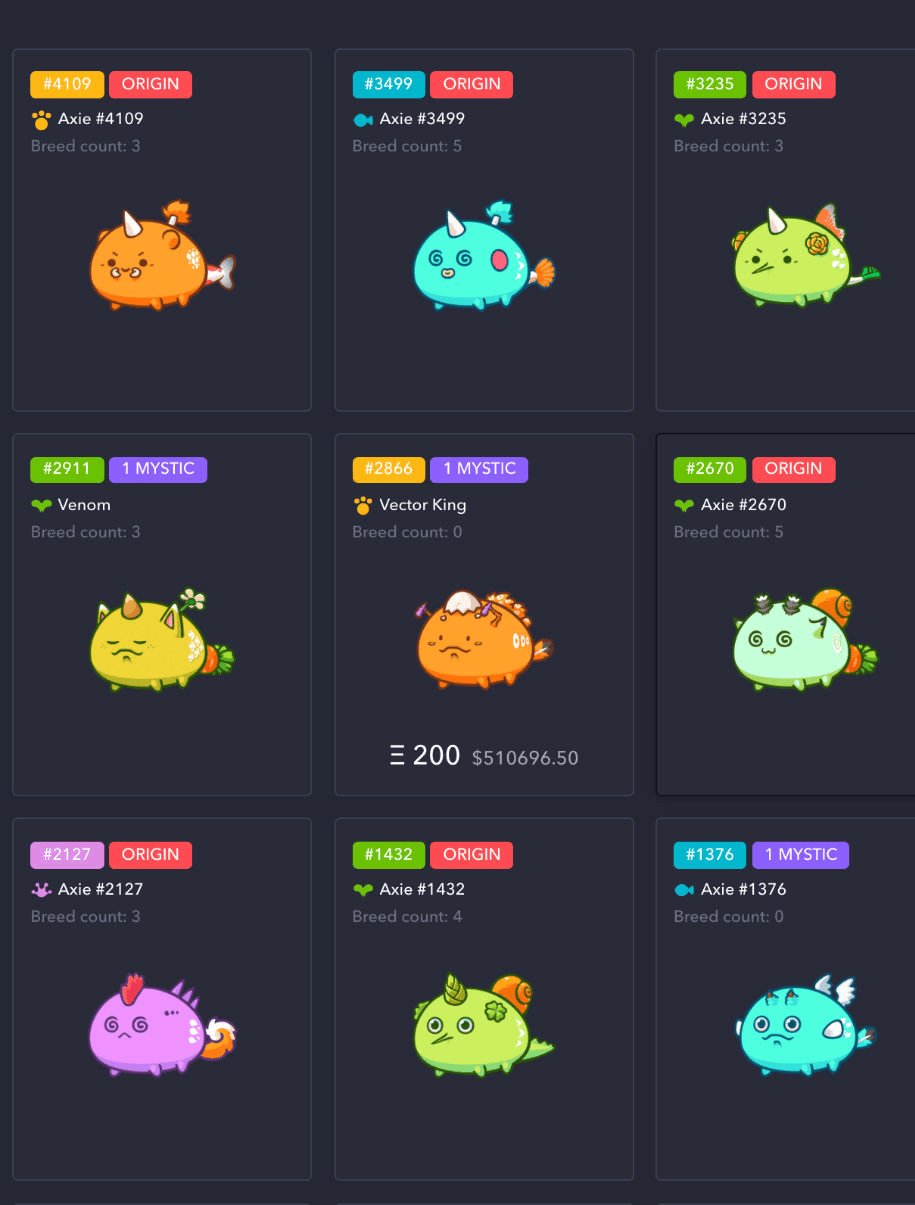 #4109 ORIGIN
Axie #4109
Breed count: 3
#3499 ORIGIN
Axie #3499
Breed count: 5
#3235 ORIGIN
Axie #3235
Breed count: 3
#2911 1 MYSTIC
Venom
Breed count: 3
#2866 1 MYSTIC
Vector King
Breed count: 0
Ξ 200 $510696.50
#2670 ORIGIN
Axie #2670
Breed count: 5
#2127 ORIGIN
Axie #2127
Breed count: 3
#1432 ORIGIN
Axie #1432
Breed count: 4
#1376 1 MYSTIC
Axie #1376
Breed count: 0